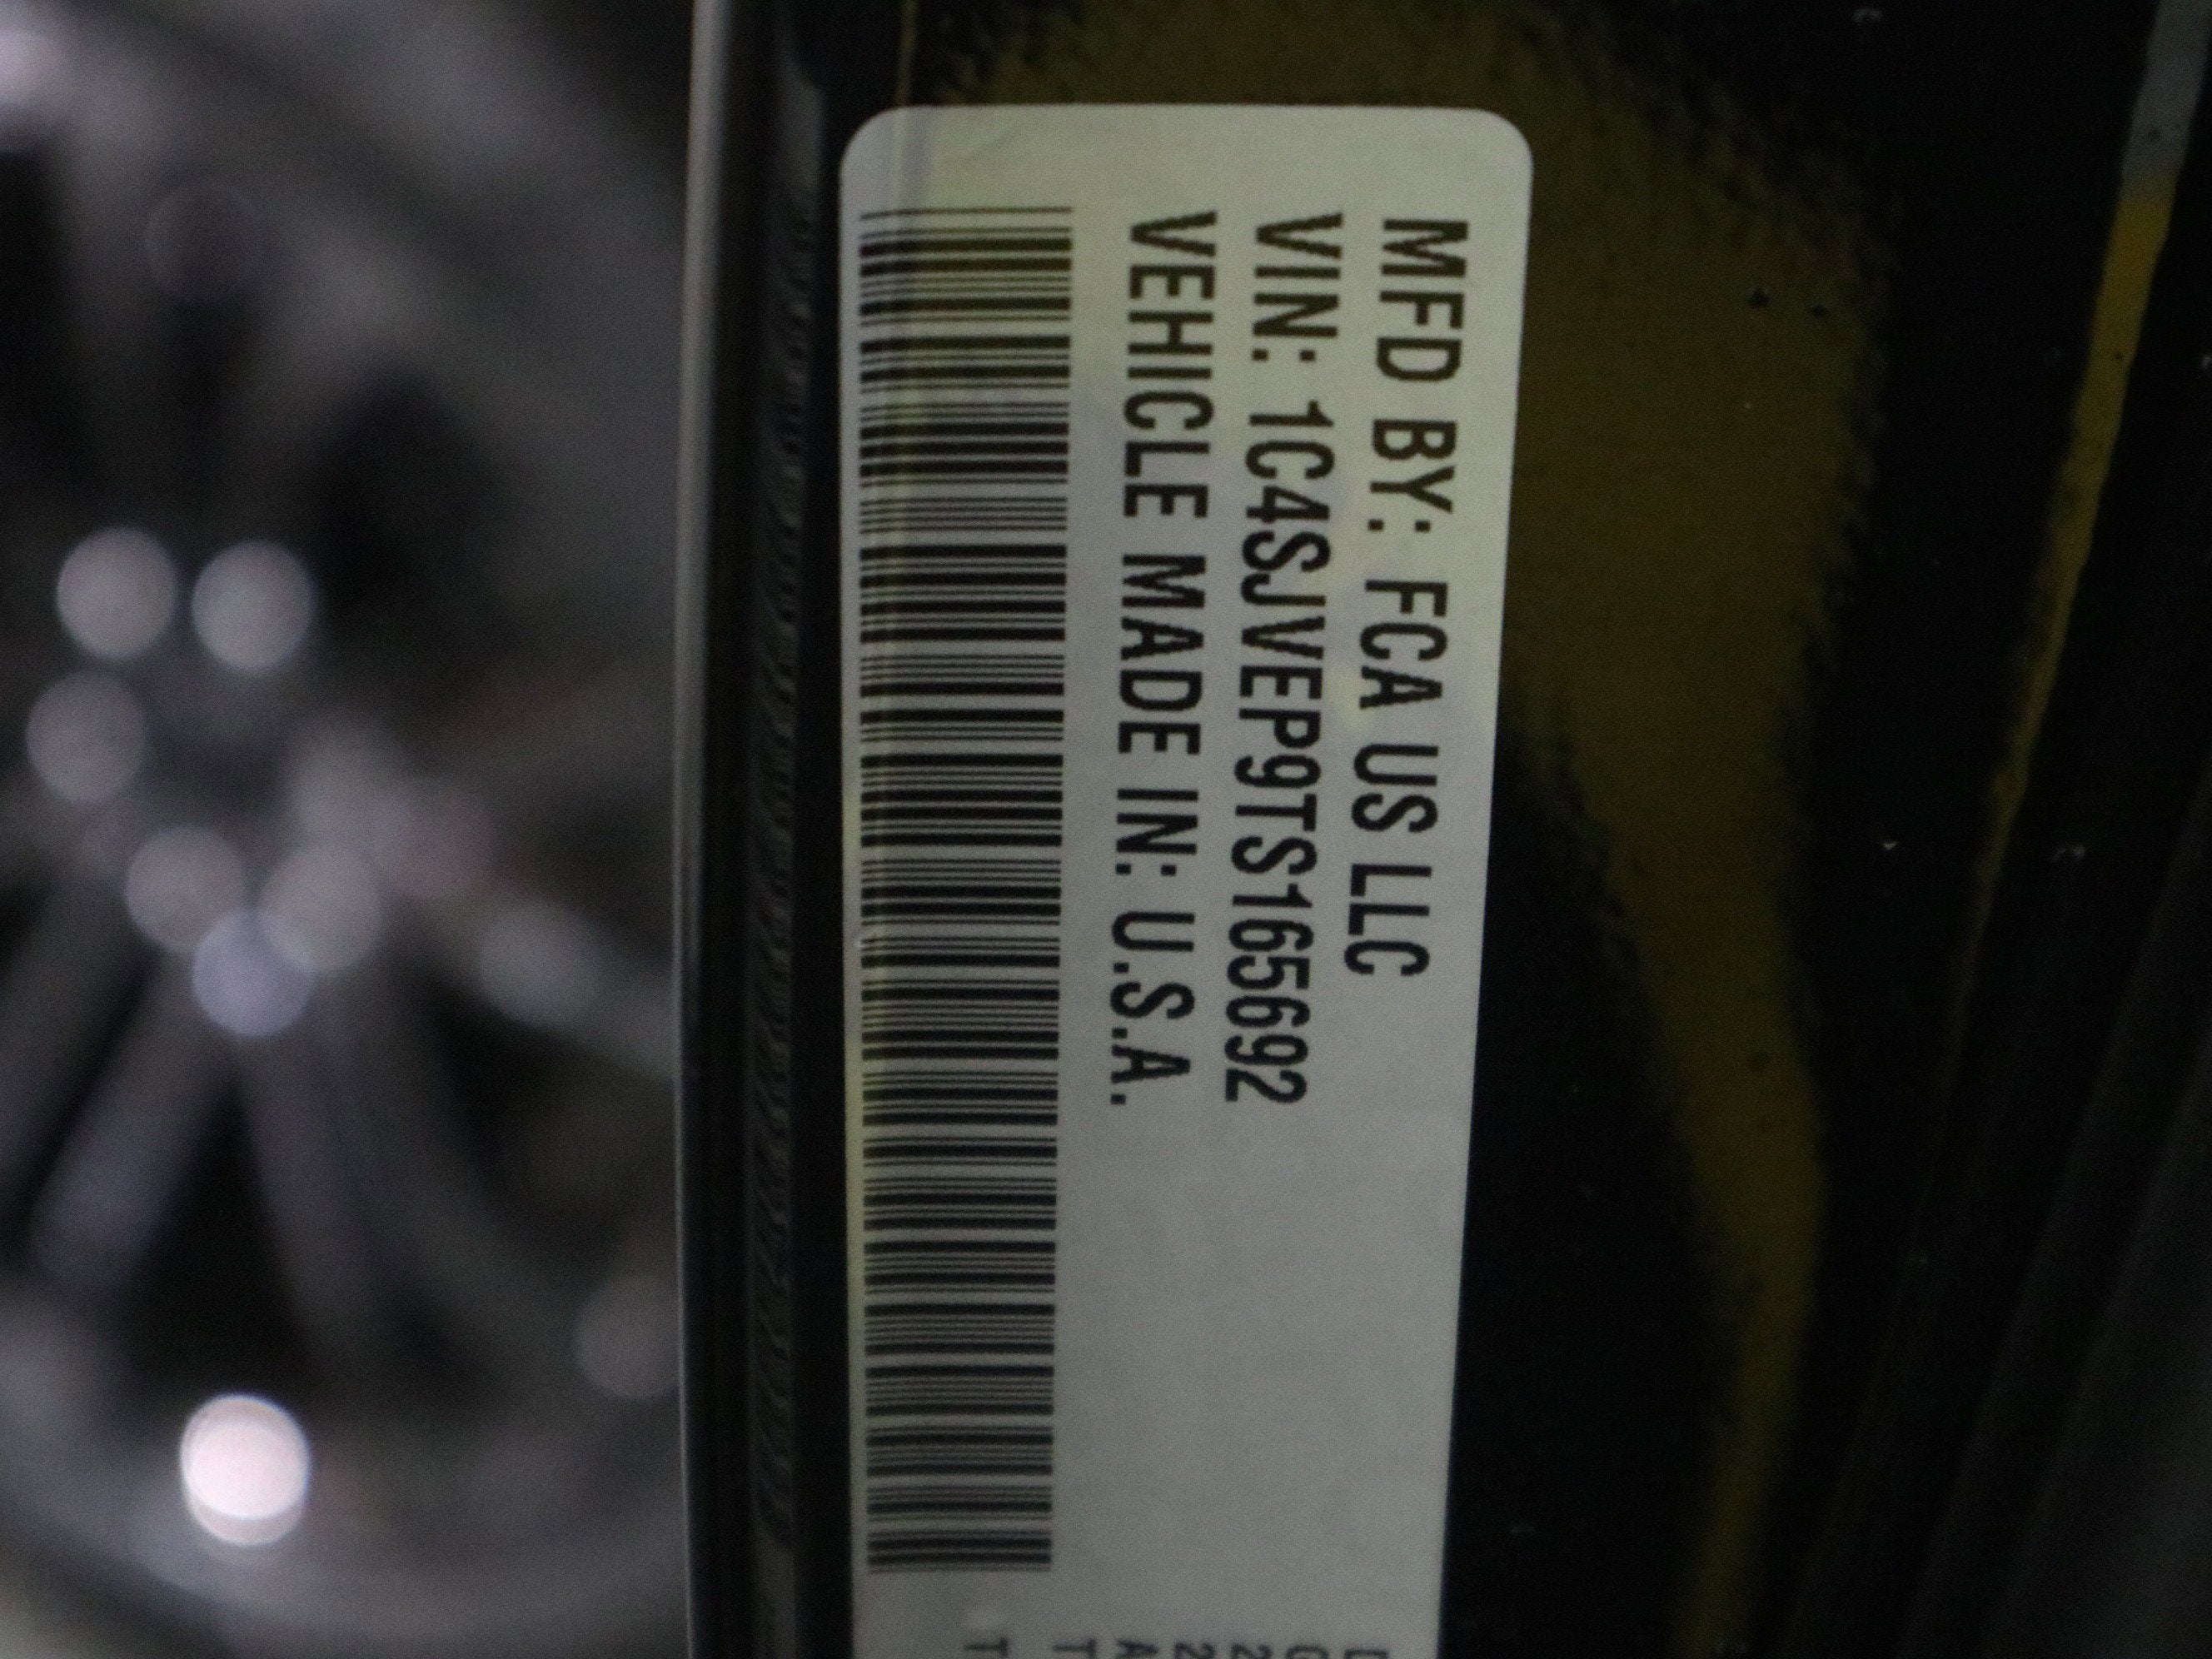 MFD BY: FCA US LLC
VIN: 1C4SJVEP9TS165692
VEHICLE MADE IN: U.S.A.